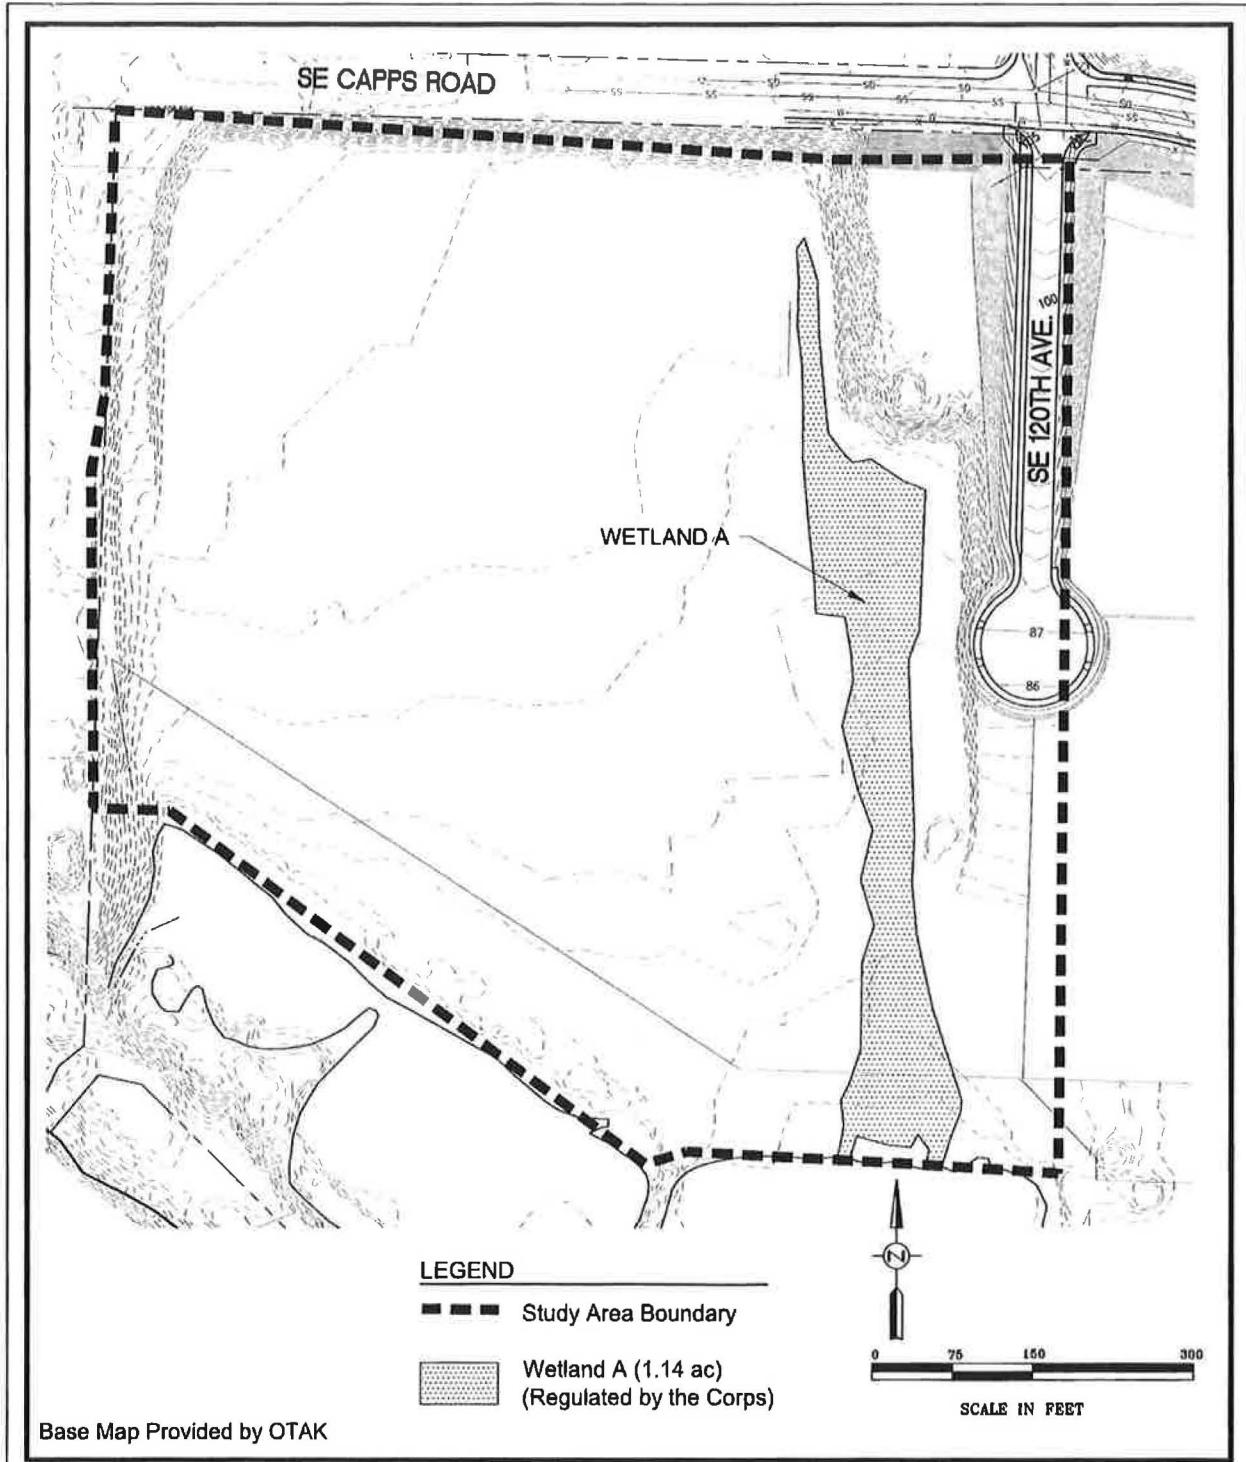 SE CAPPS ROAD
SE 120TH AVE.
100
WETLAND A
87
86
LEGEND
Study Area Boundary
Wetland A (1.14 ac)
(Regulated by the Corps)
N
0 75 150 300
SCALE IN FEET
Base Map Provided by OTAK